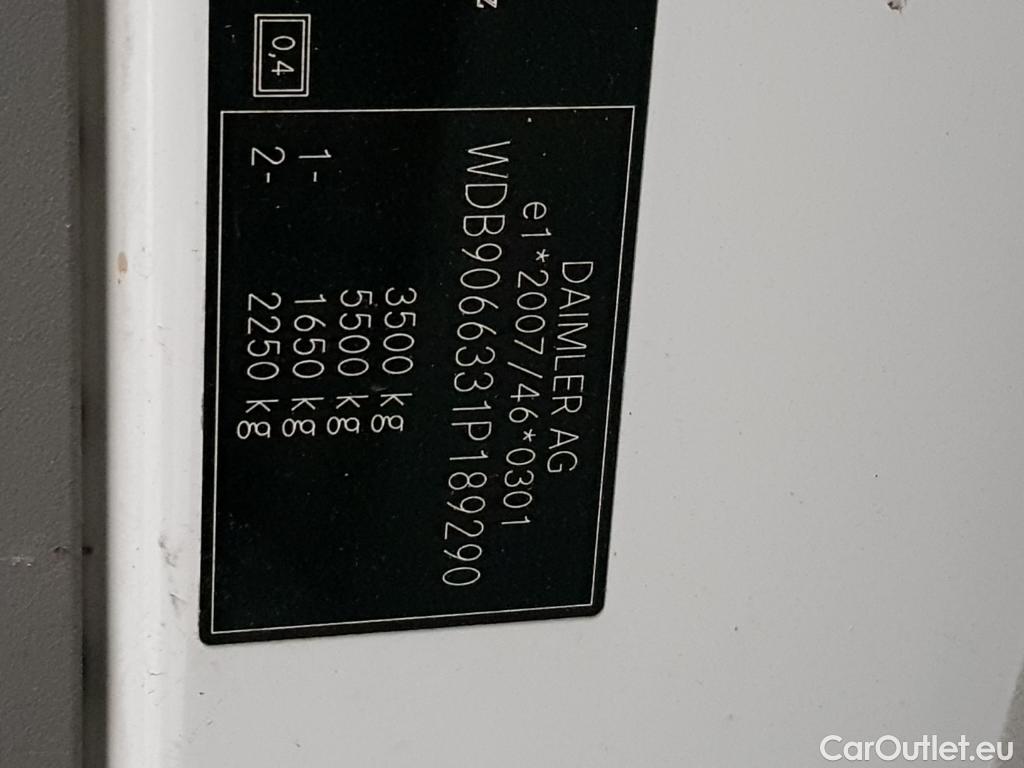 z
0,4
DAIMLER AG
e1*2007/46*0301
WDB9066331P189290
3500 kg
5500 kg
1- 1650 kg
2- 2250 kg
CarOutlet.eu